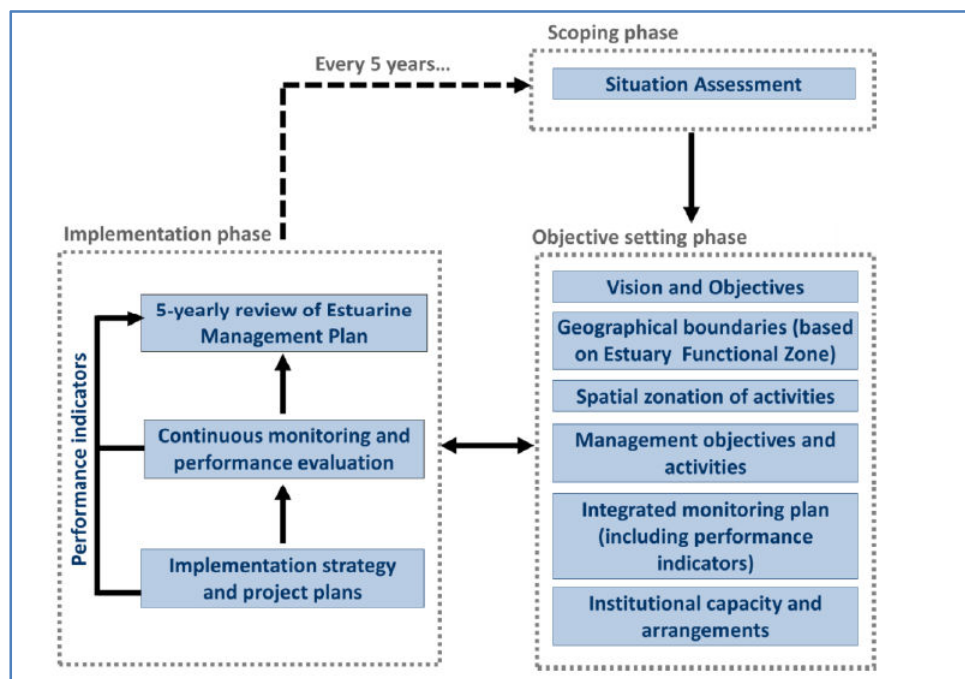 Scoping phase
Every 5 years...
Situation Assessment
Implementation phase
Objective setting phase
5-yearly review of Estuarine
Management Plan
Continuous monitoring and
performance evaluation
Implementation strategy
and project plans
Performance indicators
Vision and Objectives
Geographical boundaries (based
on Estuary Functional Zone)
Spatial zonation of activities
Management objectives and
activities
Integrated monitoring plan
(including performance
indicators)
Institutional capacity and
arrangements